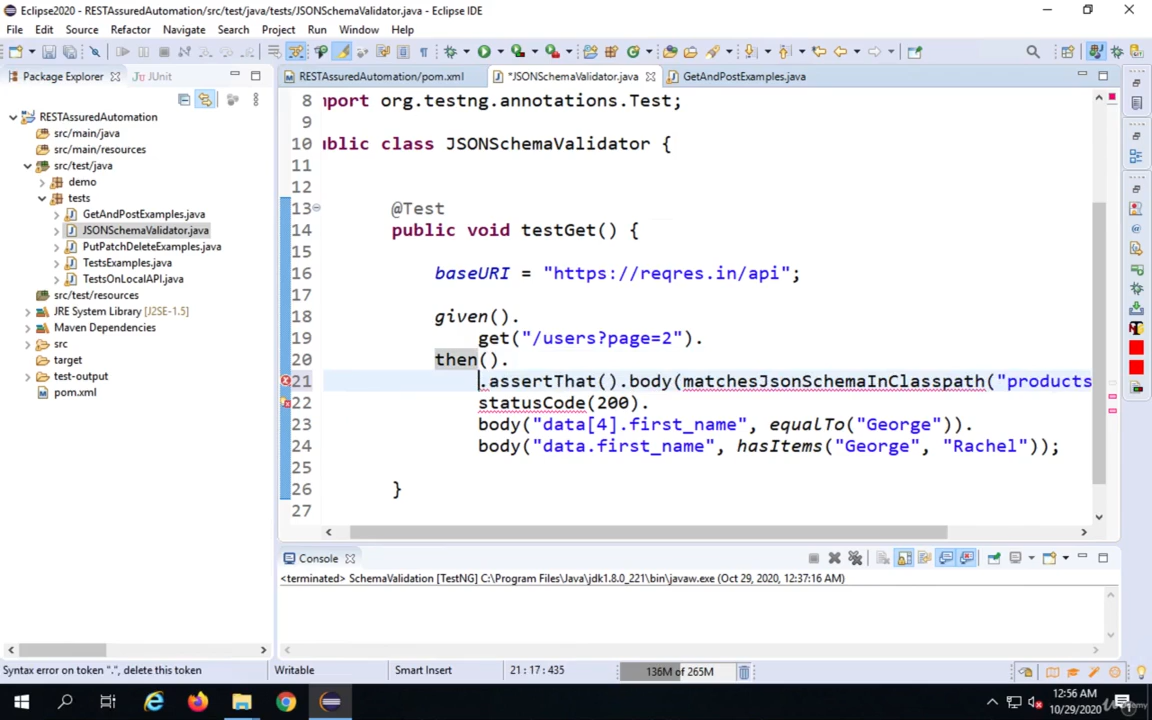 Eclipse2020 - RESTAssuredAutomation/src/test/java/tests/JSONSchemaValidator.java - Eclipse IDE
File Edit Source Refactor Navigate Search Project Run Window Help
Package Explorer JUnit
RESTAssuredAutomation/pom.xml *JSONSchemaValidator.java GetAndPostExamples.java
RESTAssuredAutomation
src/main/java
src/main/resources
src/test/java
demo
tests
GetAndPostExamples.java
JSONSchemaValidator.java
PutPatchDeleteExamples.java
TestsExamples.java
TestsOnLocalAPI.java
src/test/resources
JRE System Library [J2SE-1.5]
Maven Dependencies
src
target
test-output
pom.xml
8 mport org.testng.annotations.Test;
9
10 ublic class JSONSchemaValidator {
11
12
13 @Test
14 public void testGet() {
15
16 baseURI = "https://reqres.in/api";
17
18 given().
19 get("/users?page=2").
20 then().
21 .assertThat().body(matchesJsonSchemaInClasspath("products
22 statusCode(200).
23 body("data[4].first_name", equalTo("George")).
24 body("data.first_name", hasItems("George", "Rachel"));
25
26 }
27
Console
<terminated> SchemaValidation [TestNG] C:\Program Files\Java\jdk1.8.0_221\bin\javaw.exe (Oct 29, 2020, 12:37:16 AM)
Syntax error on token ".", delete this token Writable Smart Insert 21 : 17 : 435 136M of 265M
12:56 AM
10/29/2020